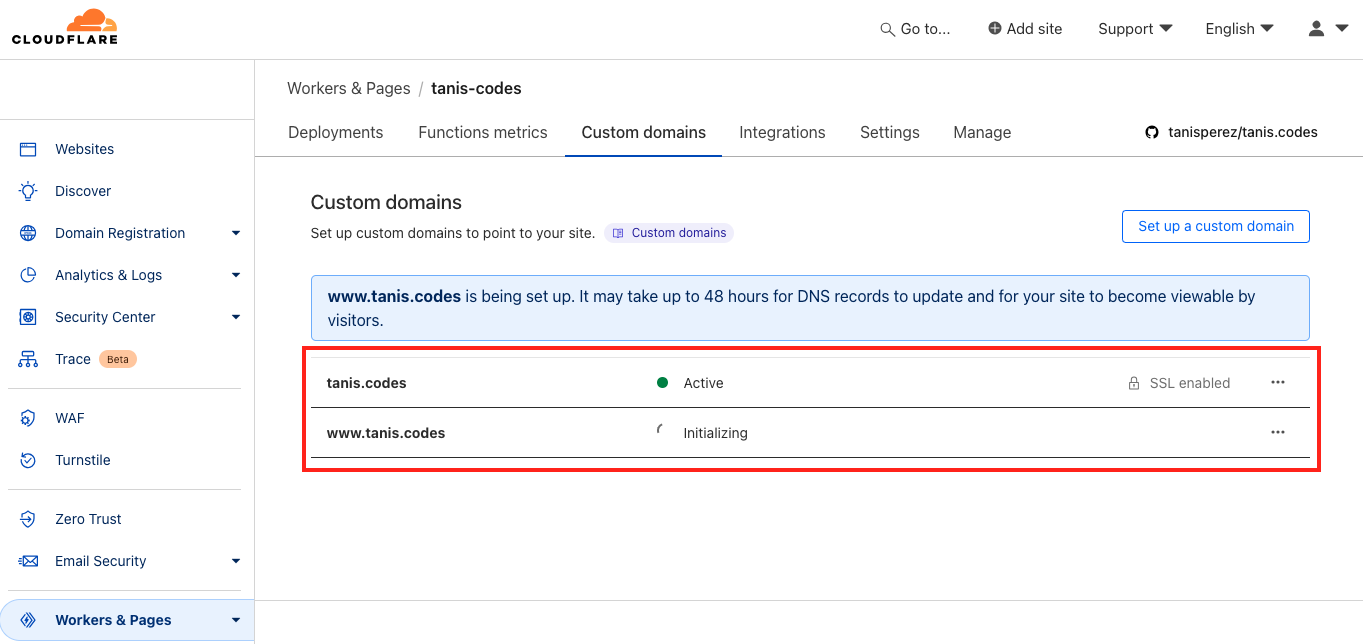 CLOUDFLARE
Go to...
Add site
Support
English
Websites
Discover
Domain Registration
Analytics & Logs
Security Center
Trace Beta
WAF
Turnstile
Zero Trust
Email Security
Workers & Pages
Workers & Pages / tanis-codes
Deployments
Functions metrics
Custom domains
Integrations
Settings
Manage
tanisperez/tanis.codes
Custom domains
Set up custom domains to point to your site. Custom domains
Set up a custom domain
www.tanis.codes is being set up. It may take up to 48 hours for DNS records to update and for your site to become viewable by
visitors.
tanis.codes Active SSL enabled ...
www.tanis.codes Initializing ...